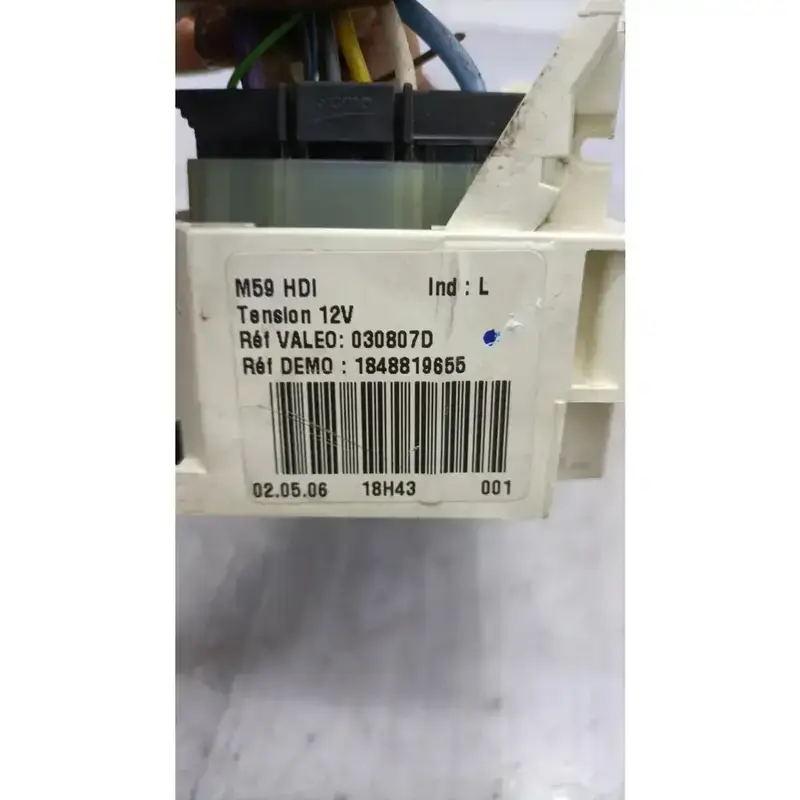 M59 HDI Ind : L
Tension 12V
Réf VALEO: 030807D
Réf DEMO : 1848819655
02.05.06 18H43 001